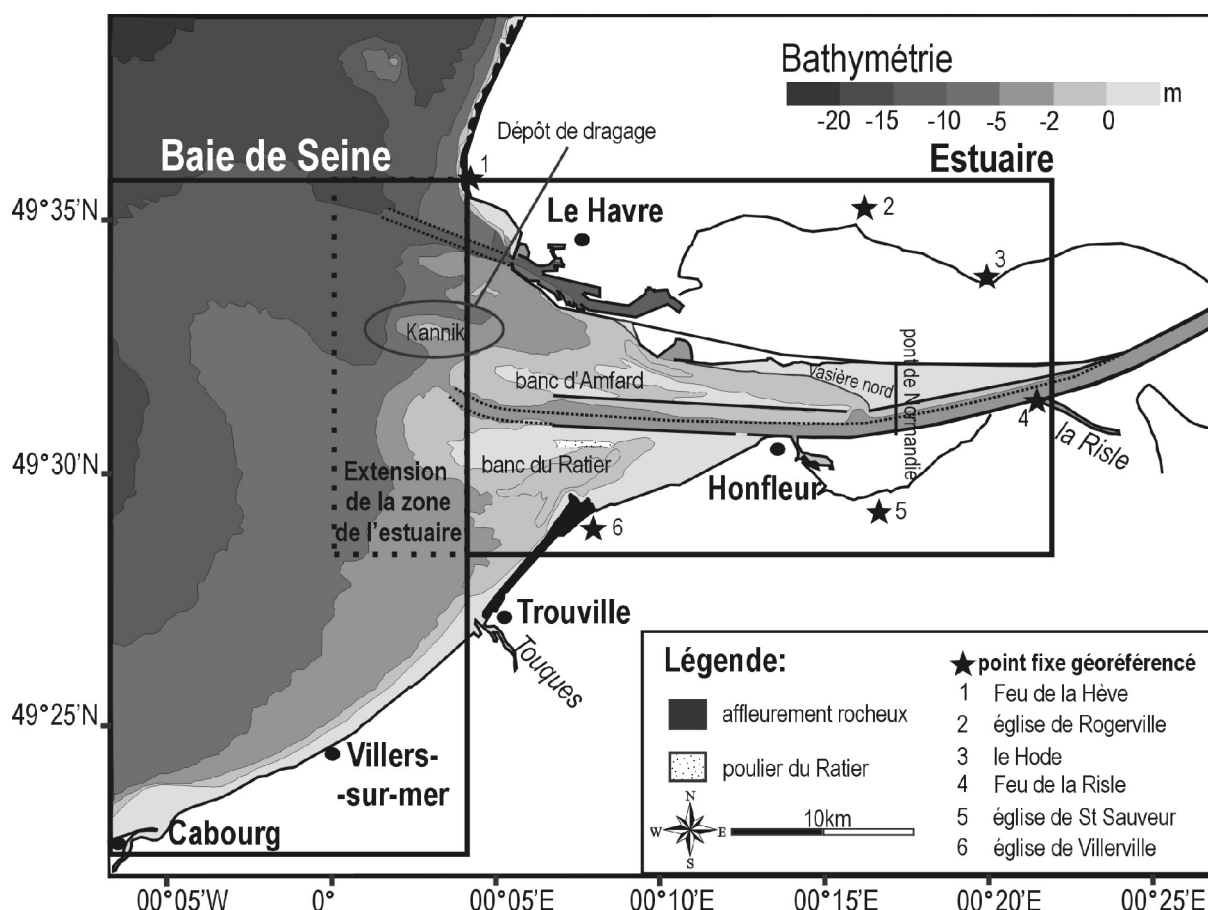 Bathymétrie
m
-20 -15 -10 -5 -2 0
Dépôt de dragage
Baie de Seine
Estuaire
1
2
49°35'N
Le Havre
3
Kannik
pont de Normandie
vasière nord
banc d'Amfard
4
la Risle
49°30'N
banc du Ratier
Honfleur
Extension
de la zone
de l'estuaire
5
6
Trouville
Touques
Légende:
affleurement rocheux
poulier du Ratier
N
W E
S
10km
point fixe géoréférencé
1 Feu de la Hève
2 église de Rogerville
3 le Hode
4 Feu de la Risle
5 église de St Sauveur
6 église de Villerville
49°25'N
Villers-
-sur-mer
Cabourg
00°05'W 0° 00°05'E 00°10'E 00°15'E 00°20'E 00°25'E